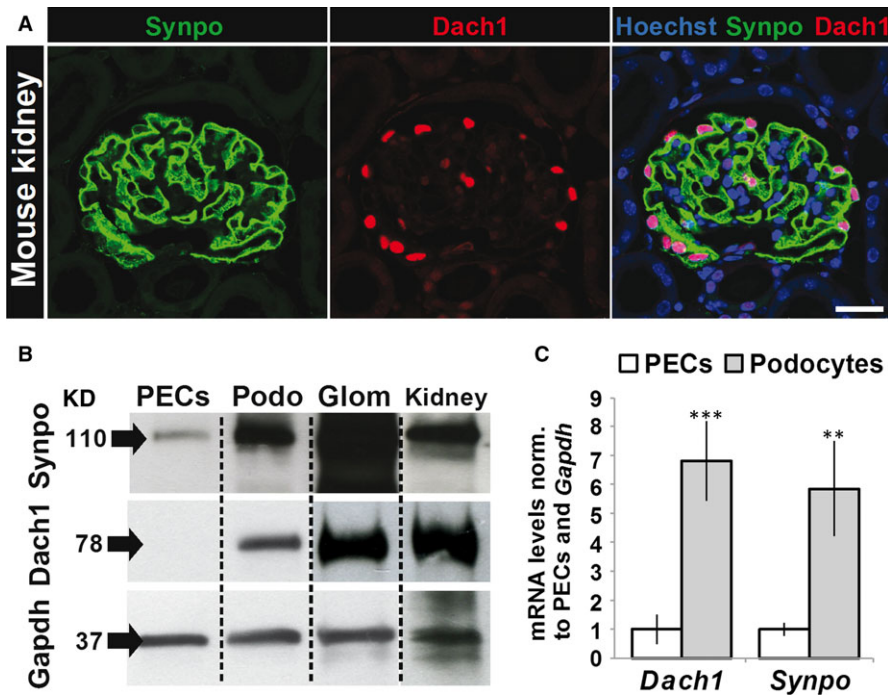 A
Synpo
Dach1
Hoechst Synpo Dach1
Mouse kidney
B
KD
PECs
Podo
Glom
Kidney
110
Synpo
78
Dach1
37
Gapdh
C
PECs
Podocytes
mRNA levels norm.
to PECs and Gapdh
9
8
7
6
5
4
3
2
1
0
***
**
Dach1
Synpo